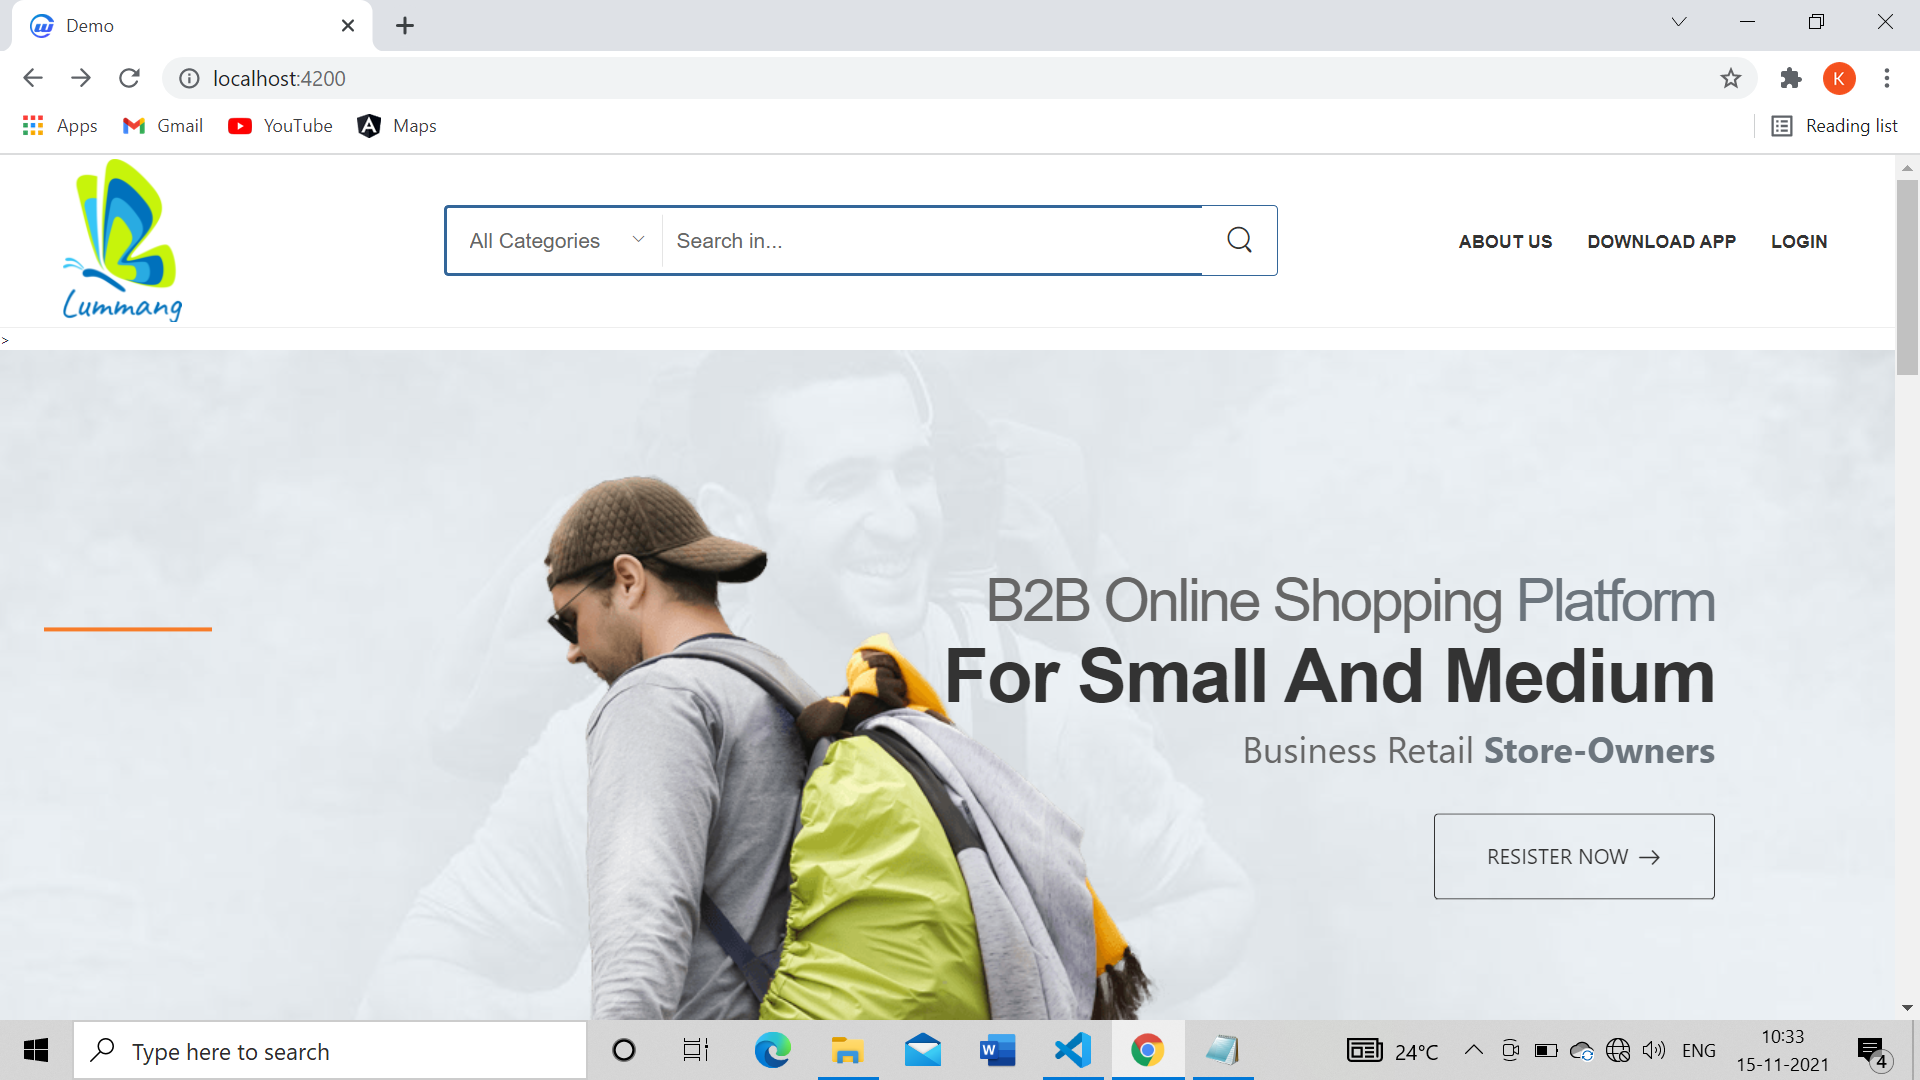 Demo
localhost:4200
Apps Gmail YouTube Maps Reading list
Lummang
All Categories Search in... ABOUT US DOWNLOAD APP LOGIN
>
B2B Online Shopping Platform
For Small And Medium
Business Retail Store-Owners
RESISTER NOW →
Type here to search
24°C ENG
10:33
15-11-2021
4
K